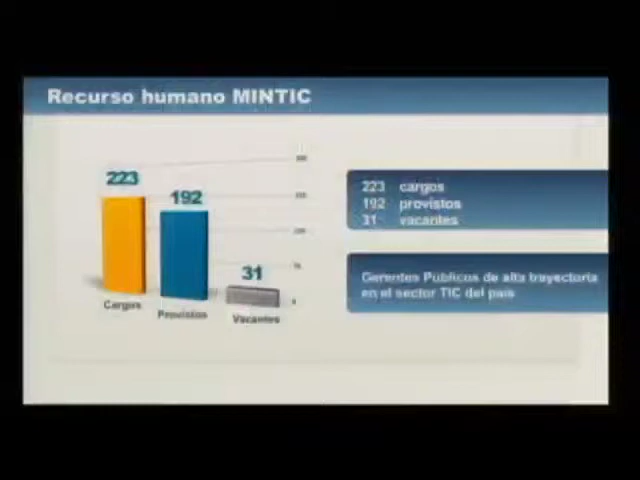 Recurso humano MINTIC
223
192
31
Cargos
Provistos
Vacantes
0
223 cargos
192 provistos
31 vacantes
Gerentes Públicos de alta trayectoria
en el sector TIC del país